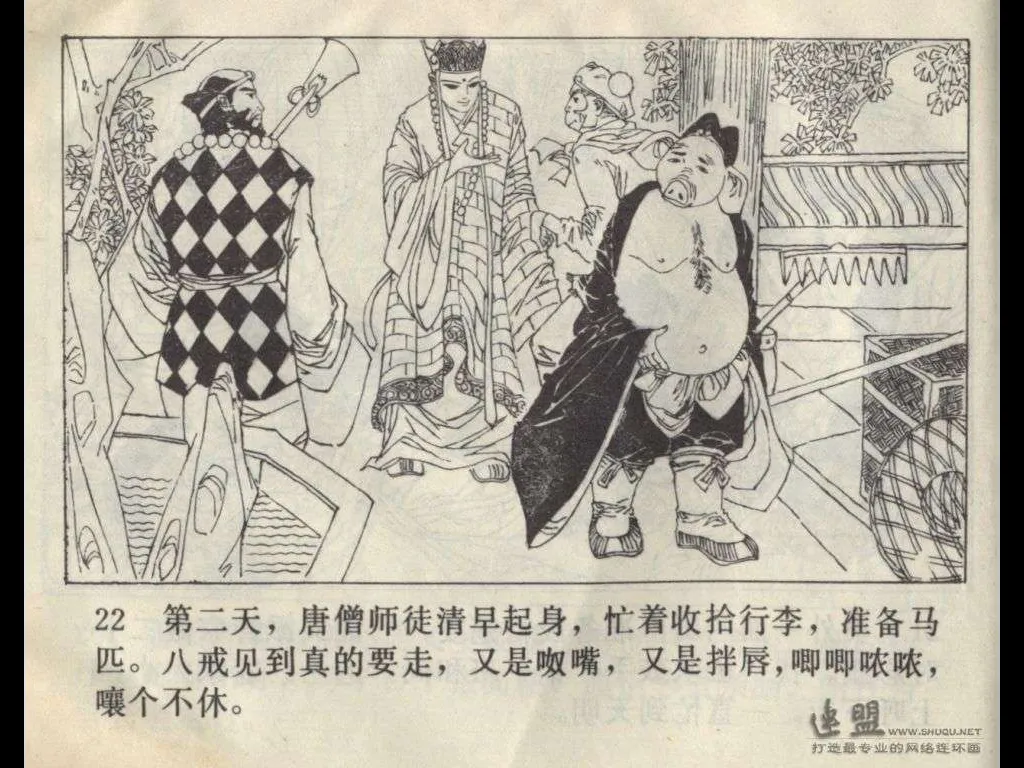 22 第二天，唐僧师徒清早起身，忙着收拾行李，准备马
匹。八戒见到真的要走，又是呶嘴，又是拌唇，唧唧哝哝，
嚷个不休。
连盟 WWW.SHUQU.NET
打造最专业的网络连环画